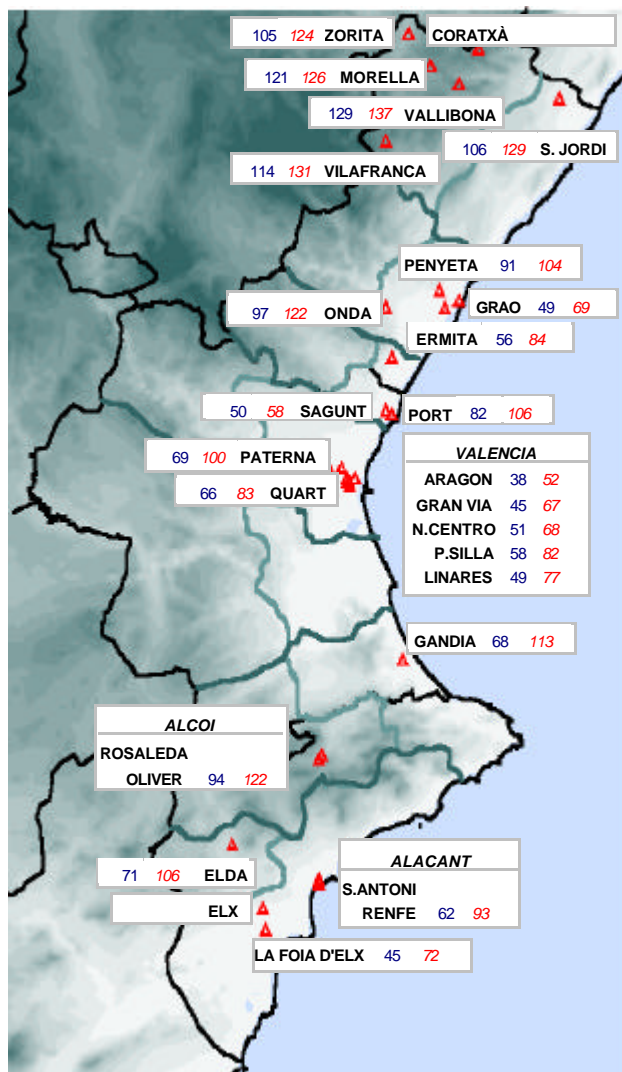 105 124 ZORITA
CORATXÀ
121 126 MORELLA
129 137 VALLIBONA
106 129 S. JORDI
114 131 VILAFRANCA
PENYETA 91 104
97 122 ONDA
GRAO 49 69
ERMITA 56 84
50 58 SAGUNT
PORT 82 106
69 100 PATERNA
66 83 QUART
VALENCIA
ARAGON 38 52
GRAN VIA 45 67
N.CENTRO 51 68
P.SILLA 58 82
LINARES 49 77
GANDIA 68 113
ALCOI
ROSALEDA
OLIVER 94 122
71 106 ELDA
ELX
ALACANT
S.ANTONI
RENFE 62 93
LA FOIA D'ELX 45 72